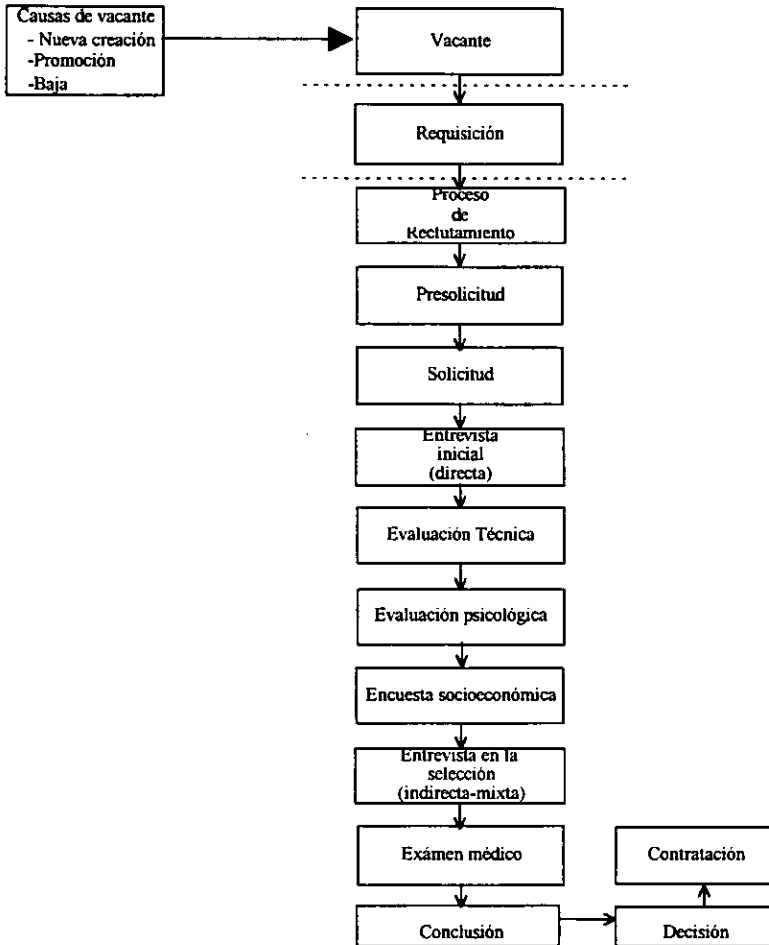 Causas de vacante
- Nueva creación
-Promoción
-Baja
Vacante
Requisición
Proceso
de
Reclutamiento
Presolicitud
Solicitud
Entrevista
inicial
(directa)
Evaluación Técnica
Evaluación psicológica
Encuesta socioeconómica
Entrevista en la
selección
(indirecta-mixta)
Exámen médico
Contratación
Conclusión
Decisión